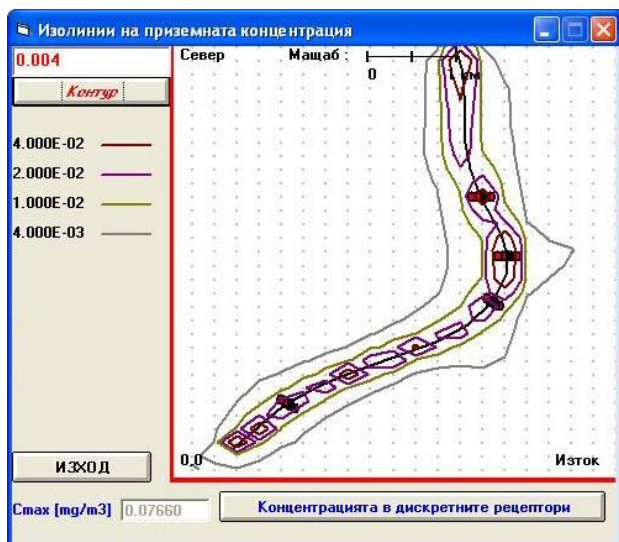 Изолинии на приземната концентрация
0.004
Контур
4.000E-02
2.000E-02
1.000E-02
4.000E-03
Север
Мащаб :
0
1 км
0,0
Изток
ИЗХОД
Cmax [mg/m3] 0.07660
Концентрацията в дискретните рецептори